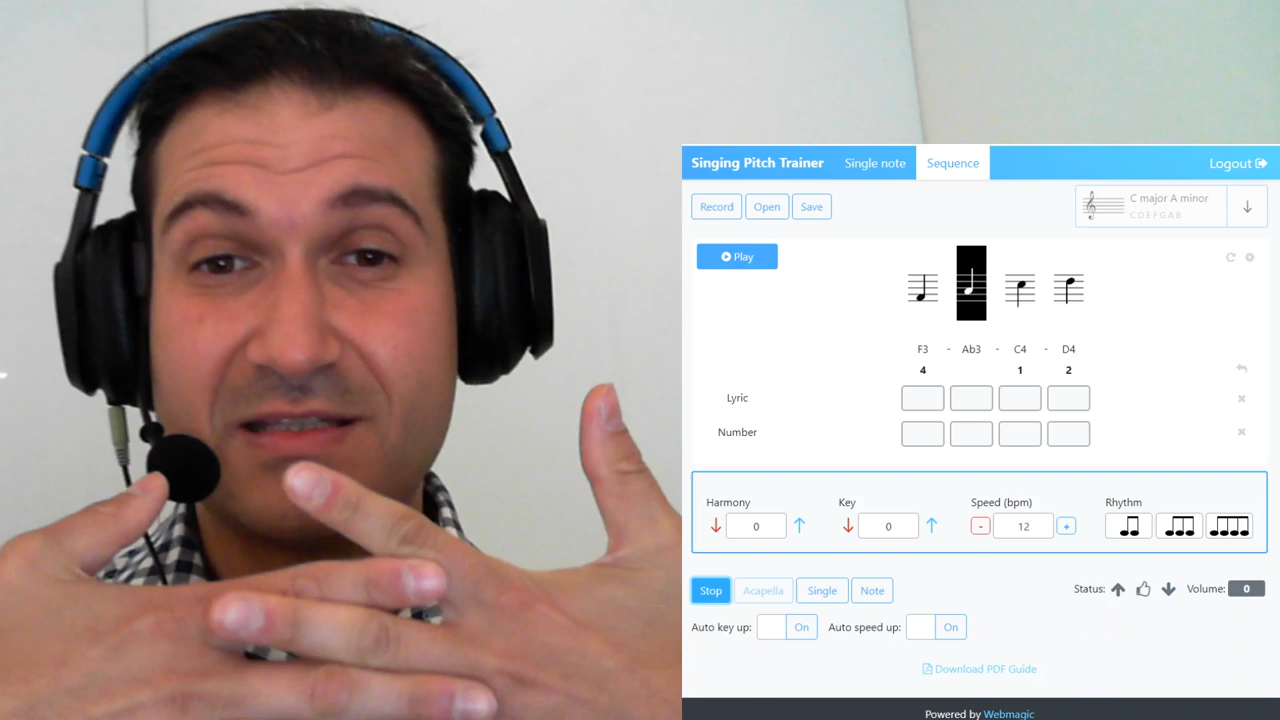 Singing Pitch Trainer Single note Sequence Logout
Record Open Save
C major A minor
C D E F G A B
Play
F3 - Ab3 - C4 - D4
4 1 2
Lyric
Number
Harmony Key Speed (bpm) Rhythm
0 0 - 12 +
Stop Acapella Single Note Status: Volume: 0
Auto key up: On Auto speed up: On
Download PDF Guide
Powered by Webmagic